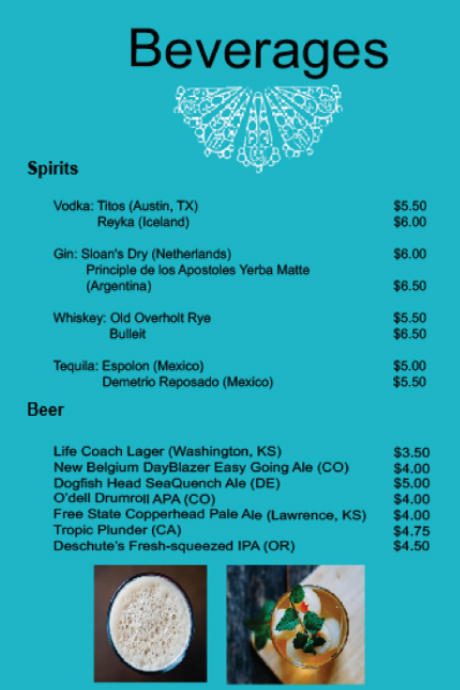 Beverages
Spirits
Vodka: Titos (Austin, TX) $5.50
Reyka (Iceland) $6.00
Gin: Sloan's Dry (Netherlands) $6.00
Principle de los Apostoles Yerba Matte
(Argentina) $6.50
Whiskey: Old Overholt Rye $5.50
Bulleit $6.50
Tequila: Espolon (Mexico) $5.00
Demetrio Reposado (Mexico) $5.50
Beer
Life Coach Lager (Washington, KS) $3.50
New Belgium DayBlazer Easy Going Ale (CO) $4.00
Dogfish Head SeaQuench Ale (DE) $5.00
O'dell Drumroll APA (CO) $4.00
Free State Copperhead Pale Ale (Lawrence, KS) $4.00
Tropic Plunder (CA) $4.75
Deschute's Fresh-squeezed IPA (OR) $4.50